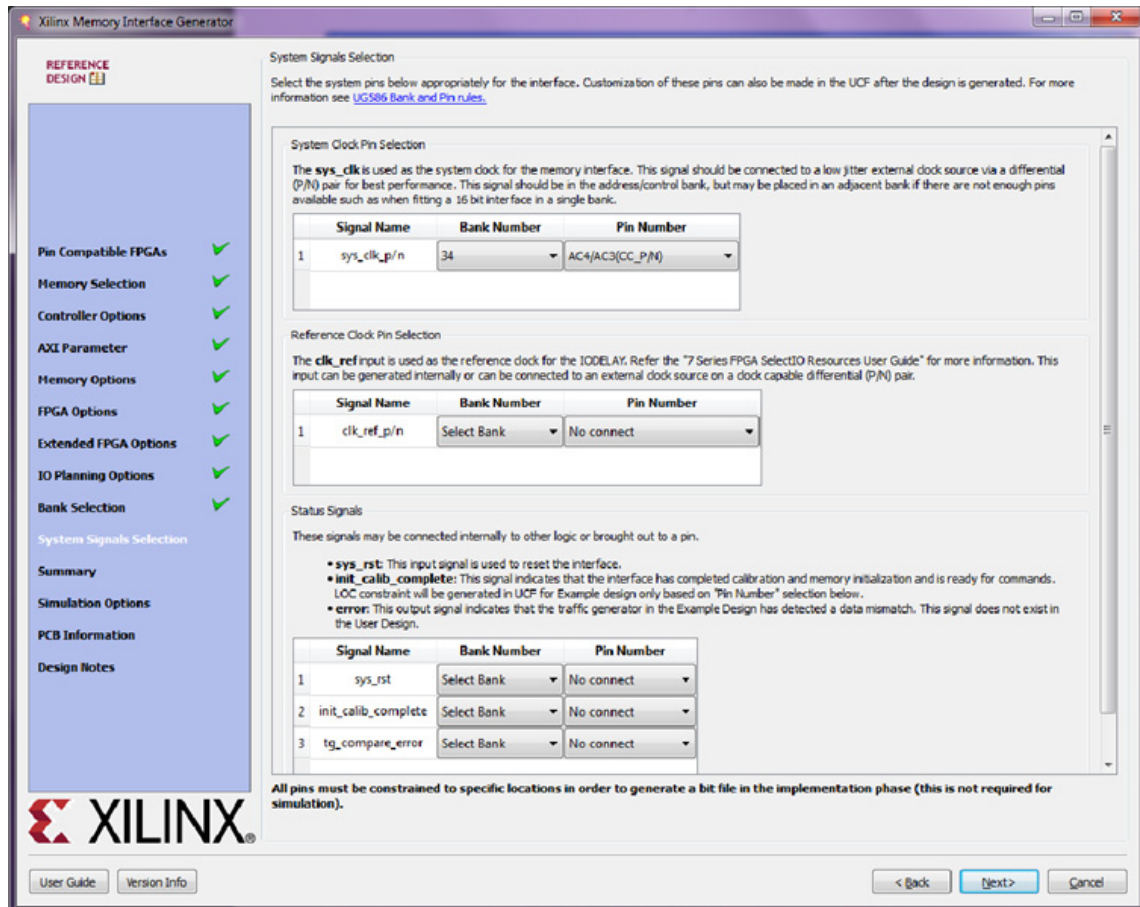 Xilinx Memory Interface Generator
REFERENCE
DESIGN
Pin Compatible FPGAs
Memory Selection
Controller Options
AXI Parameter
Memory Options
FPGA Options
Extended FPGA Options
IO Planning Options
Bank Selection
System Signals Selection
Summary
Simulation Options
PCB Information
Design Notes
XILINX®
System Signals Selection
Select the system pins below appropriately for the interface. Customization of these pins can also be made in the UCF after the design is generated. For more
information see UG586 Bank and Pin rules.
System Clock Pin Selection
The sys_clk is used as the system clock for the memory interface. This signal should be connected to a low jitter external clock source via a differential
(P/N) pair for best performance. This signal should be in the address/control bank, but may be placed in an adjacent bank if there are not enough pins
available such as when fitting a 16 bit interface in a single bank.
Signal Name Bank Number Pin Number
1 sys_clk_p/n 34 AC4/AC3(CC_P/N)
Reference Clock Pin Selection
The clk_ref input is used as the reference clock for the IODELAY. Refer the "7 Series FPGA SelectIO Resources User Guide" for more information. This
input can be generated internally or can be connected to an external clock source on a clock capable differential (P/N) pair.
Signal Name Bank Number Pin Number
1 clk_ref_p/n Select Bank No connect
Status Signals
These signals may be connected internally to other logic or brought out to a pin.
• sys_rst: This input signal is used to reset the interface.
• init_calib_complete: This signal indicates that the interface has completed calibration and memory initialization and is ready for commands.
LOC constraint will be generated in UCF for Example design only based on "Pin Number" selection below.
• error: This output signal indicates that the traffic generator in the Example Design has detected a data mismatch. This signal does not exist in
the User Design.
Signal Name Bank Number Pin Number
1 sys_rst Select Bank No connect
2 init_calib_complete Select Bank No connect
3 tg_compare_error Select Bank No connect
All pins must be constrained to specific locations in order to generate a bit file in the implementation phase (this is not required for
simulation).
User Guide Version Info < Back Next> Cancel